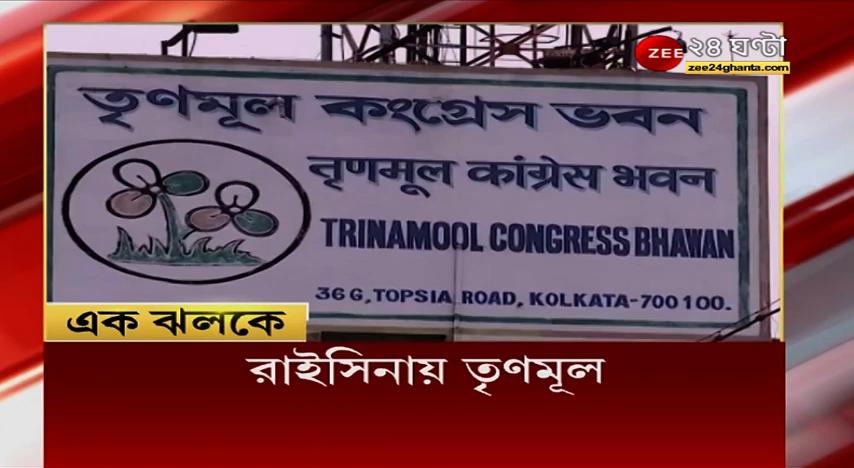 ZEE ২৪ ঘণ্টা
zee24ghanta.com
তৃণমূল কংগ্রেস ভবন
तृणमूल कांग्रेस भवन
TRINAMOOL CONGRESS BHAWAN
36 G, TOPSIA ROAD, KOLKATA-700 100.
এক ঝলকে
রাইসিনায় তৃণমূল